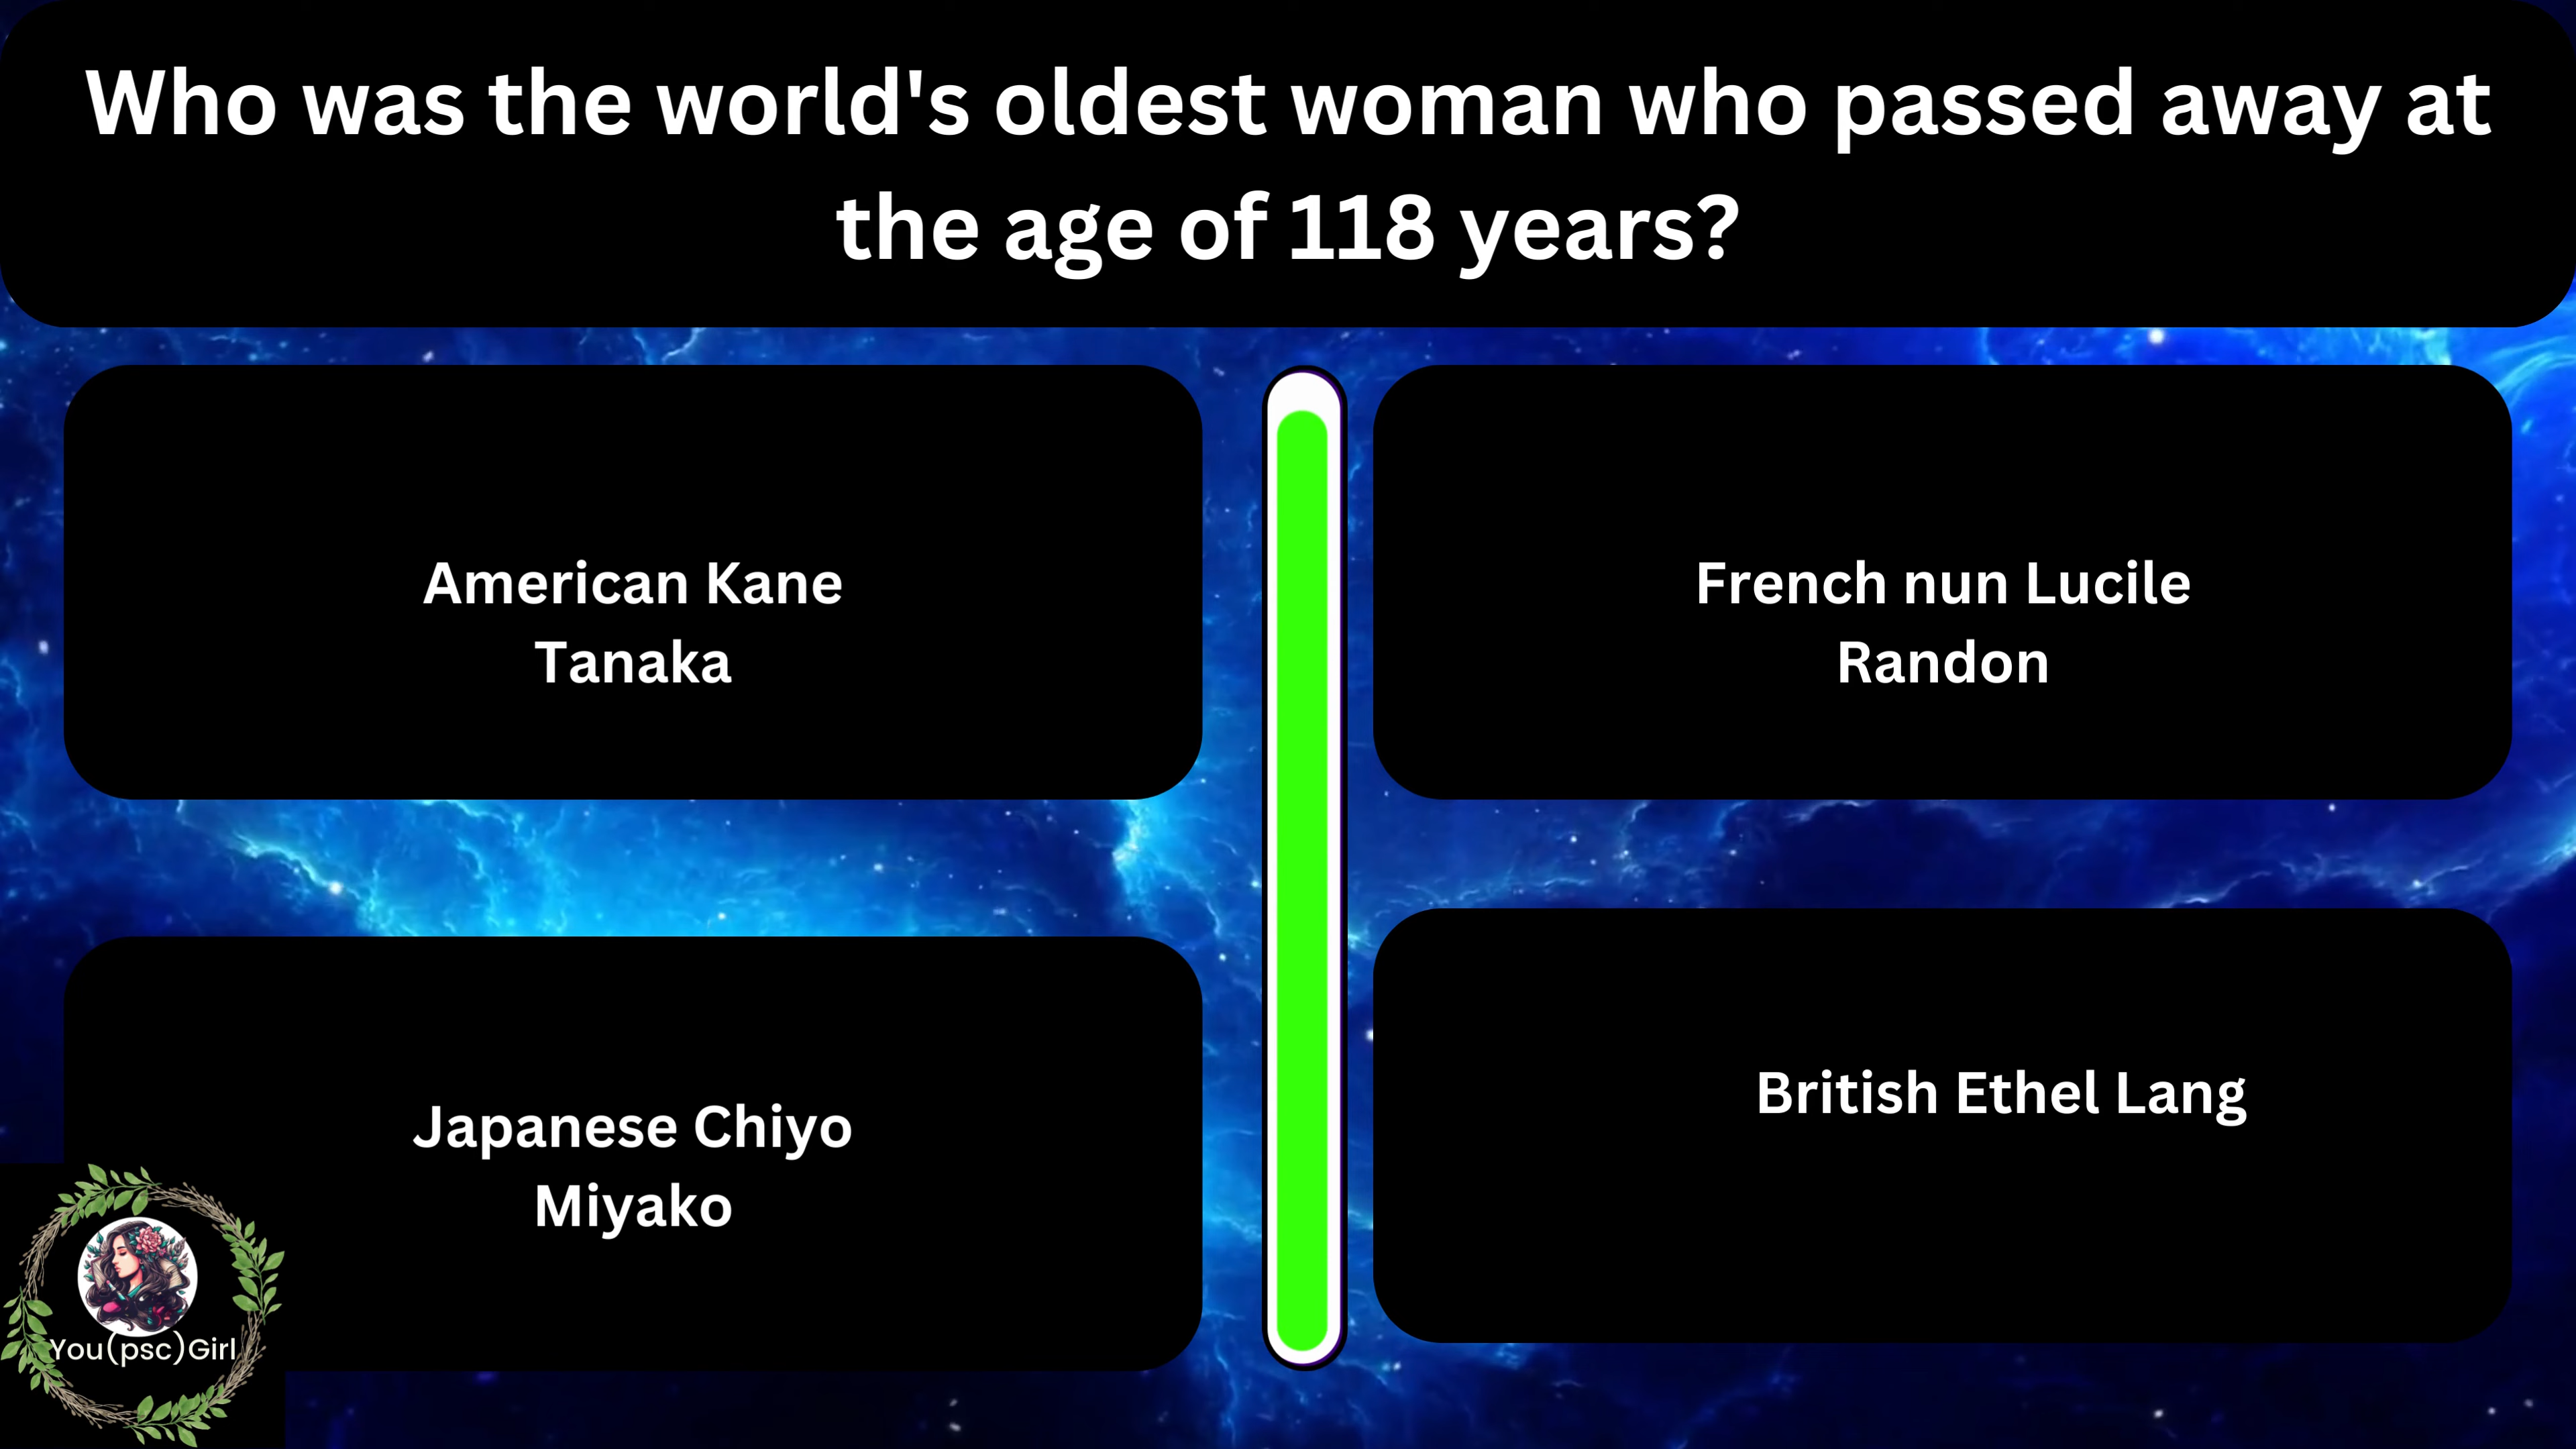 Who was the world's oldest woman who passed away at
the age of 118 years?
American Kane
Tanaka
French nun Lucile
Randon
Japanese Chiyo
Miyako
British Ethel Lang
You(psc)Girl